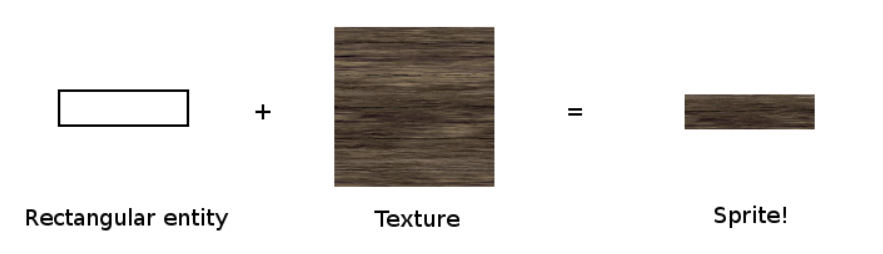 +
=
Rectangular entity
Texture
Sprite!